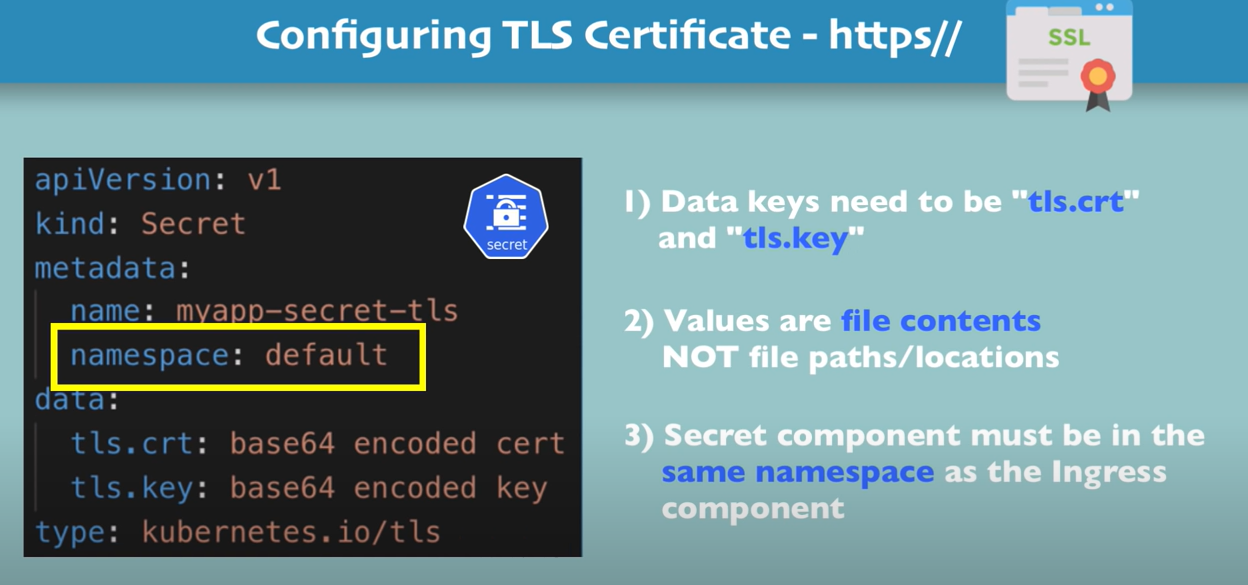 Configuring TLS Certificate - https//
SSL
apiVersion: v1
kind: Secret
metadata:
name: myapp-secret-tls
namespace: default
data:
tls.crt: base64 encoded cert
tls.key: base64 encoded key
type: kubernetes.io/tls
secret
1) Data keys need to be "tls.crt"
and "tls.key"
2) Values are file contents
NOT file paths/locations
3) Secret component must be in the
same namespace as the Ingress
component